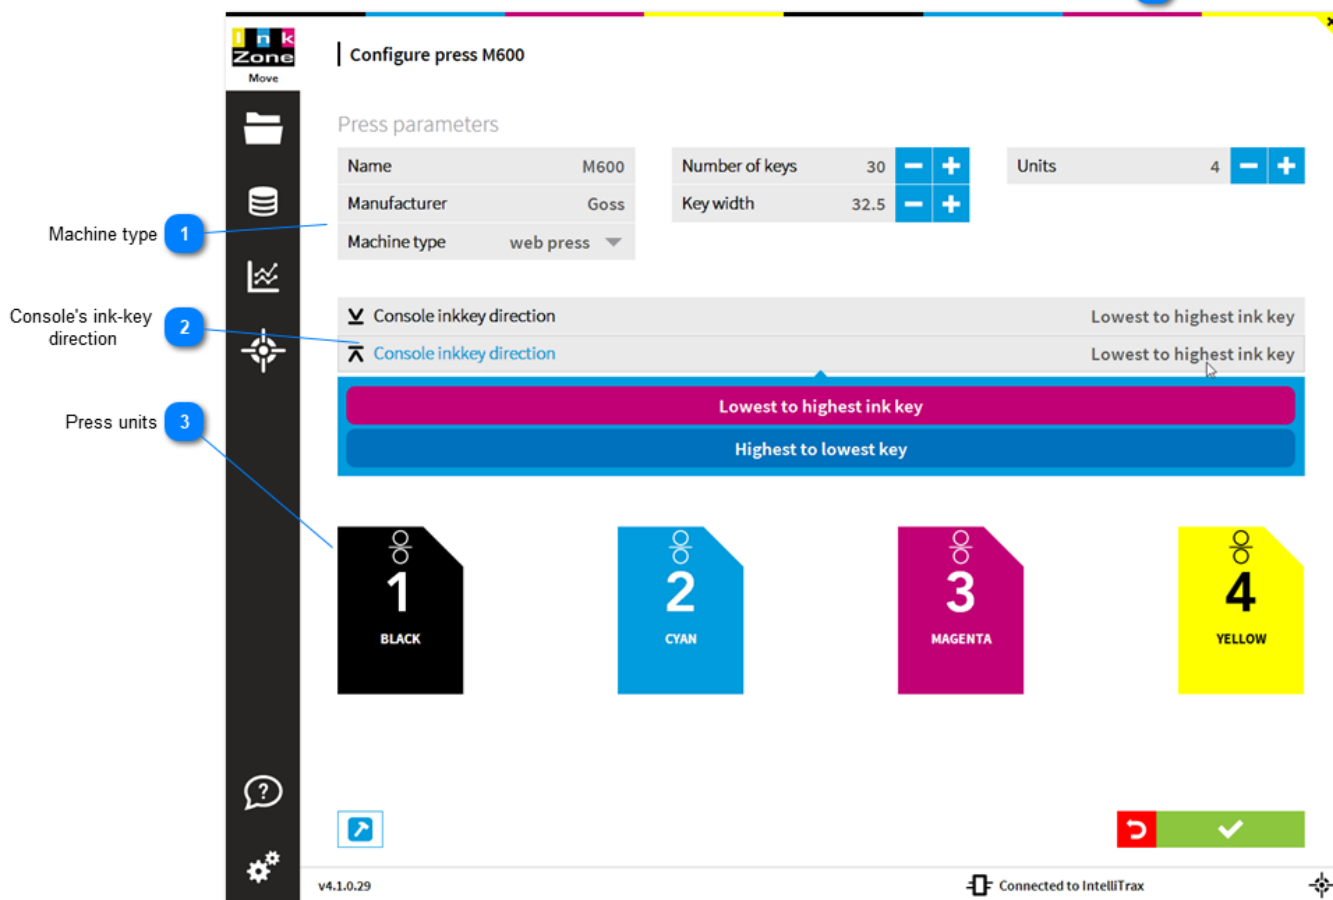 Ink
Zone
Move
Configure press M600
Press parameters
Name M600
Number of keys 30
Units 4
Manufacturer Goss
Key width 32.5
Machine type web press
Machine type 1
Console's ink-key
direction 2
Press units 3
Console inkkey direction Lowest to highest ink key
Console inkkey direction Lowest to highest ink key
Lowest to highest ink key
Highest to lowest key
1
BLACK
2
CYAN
3
MAGENTA
4
YELLOW
v4.1.0.29
Connected to IntelliTrax